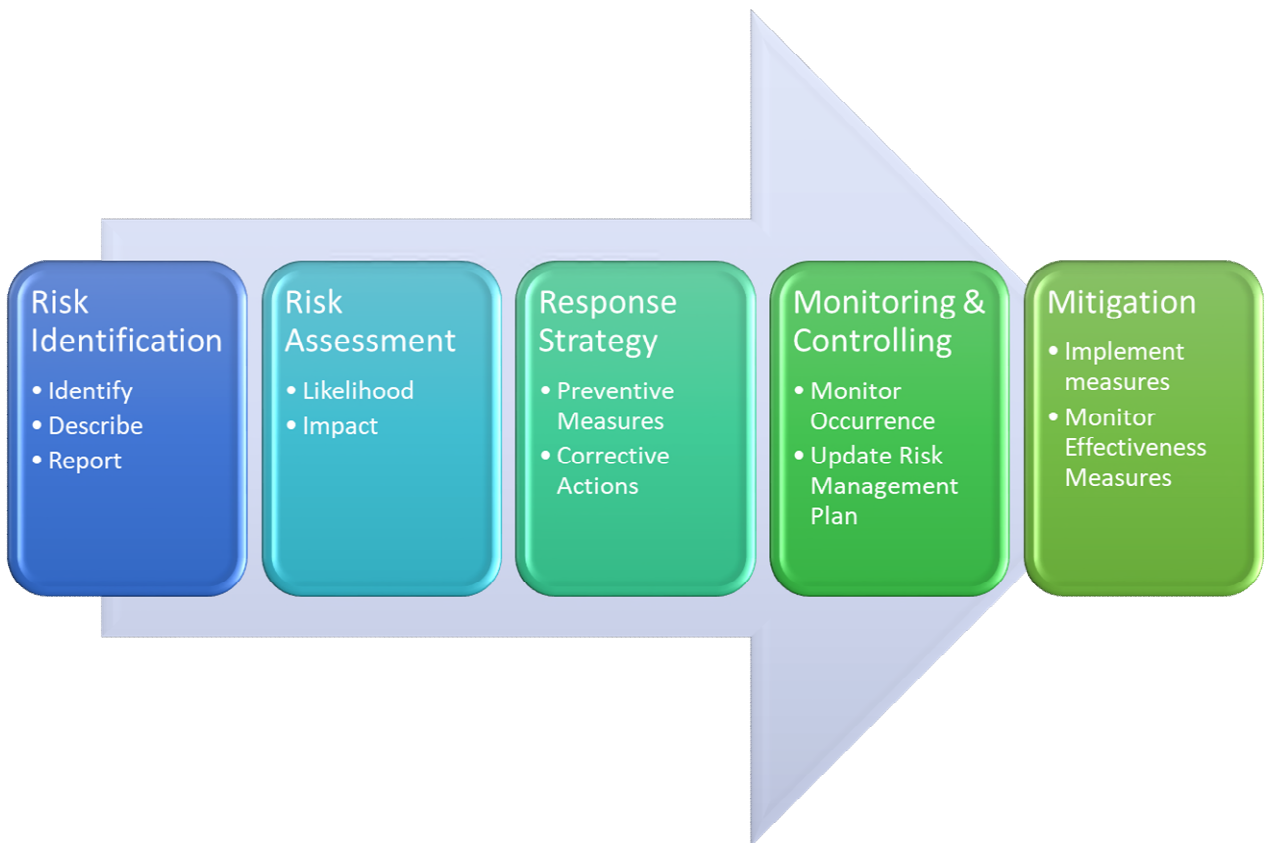 Risk
Identification
• Identify
• Describe
• Report
Risk
Assessment
• Likelihood
• Impact
Response
Strategy
• Preventive
Measures
• Corrective
Actions
Monitoring &
Controlling
• Monitor
Occurrence
• Update Risk
Management
Plan
Mitigation
• Implement
measures
• Monitor
Effectiveness
Measures